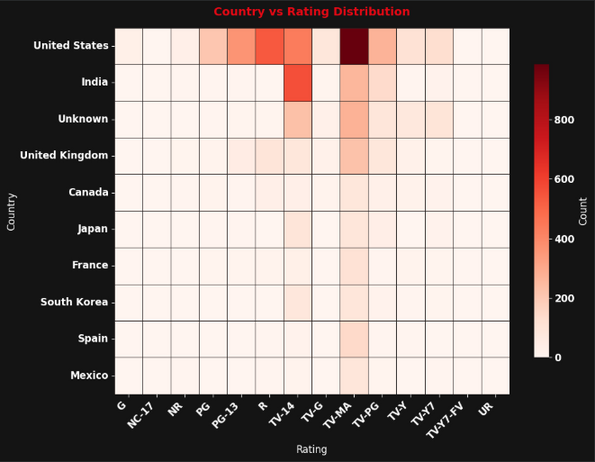 Country vs Rating Distribution
United States
India
Unknown
United Kingdom
Canada
Japan
France
South Korea
Spain
Mexico
Country
G
NC-17
NR
PG
PG-13
R
TV-14
TV-G
TV-MA
TV-PG
TV-Y
TV-Y7
TV-Y7-FV
UR
Rating
800
600
400
200
0
Count